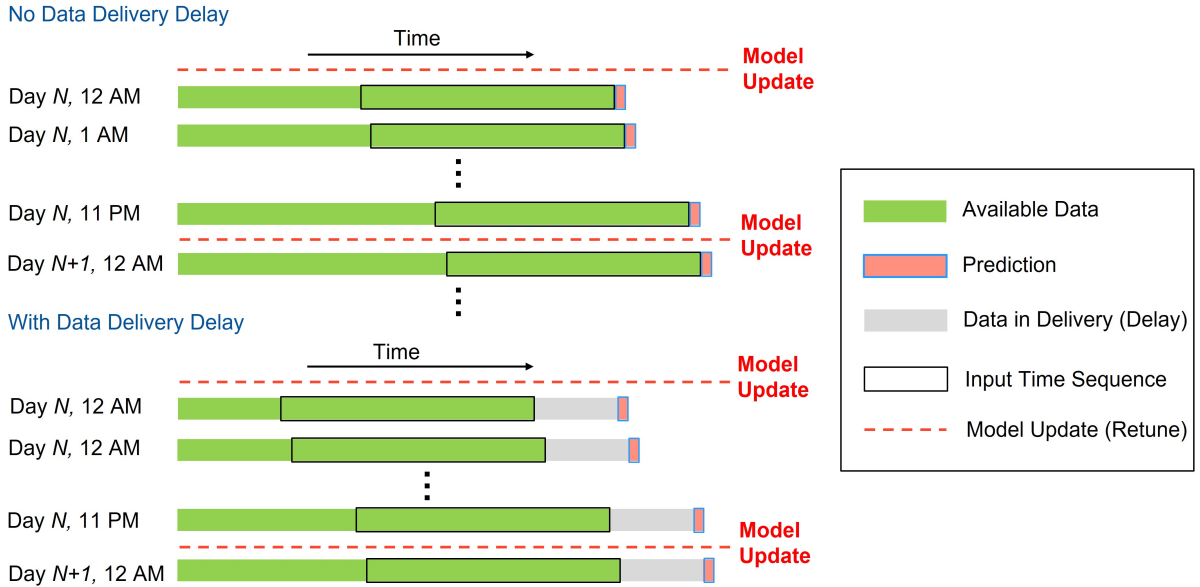 No Data Delivery Delay
Time
Model
Update
Day N, 12 AM
Day N, 1 AM
Day N, 11 PM
Model
Update
Day N+1, 12 AM
With Data Delivery Delay
Time
Model
Update
Day N, 12 AM
Day N, 12 AM
Day N, 11 PM
Model
Update
Day N+1, 12 AM
Available Data
Prediction
Data in Delivery (Delay)
Input Time Sequence
Model Update (Retune)